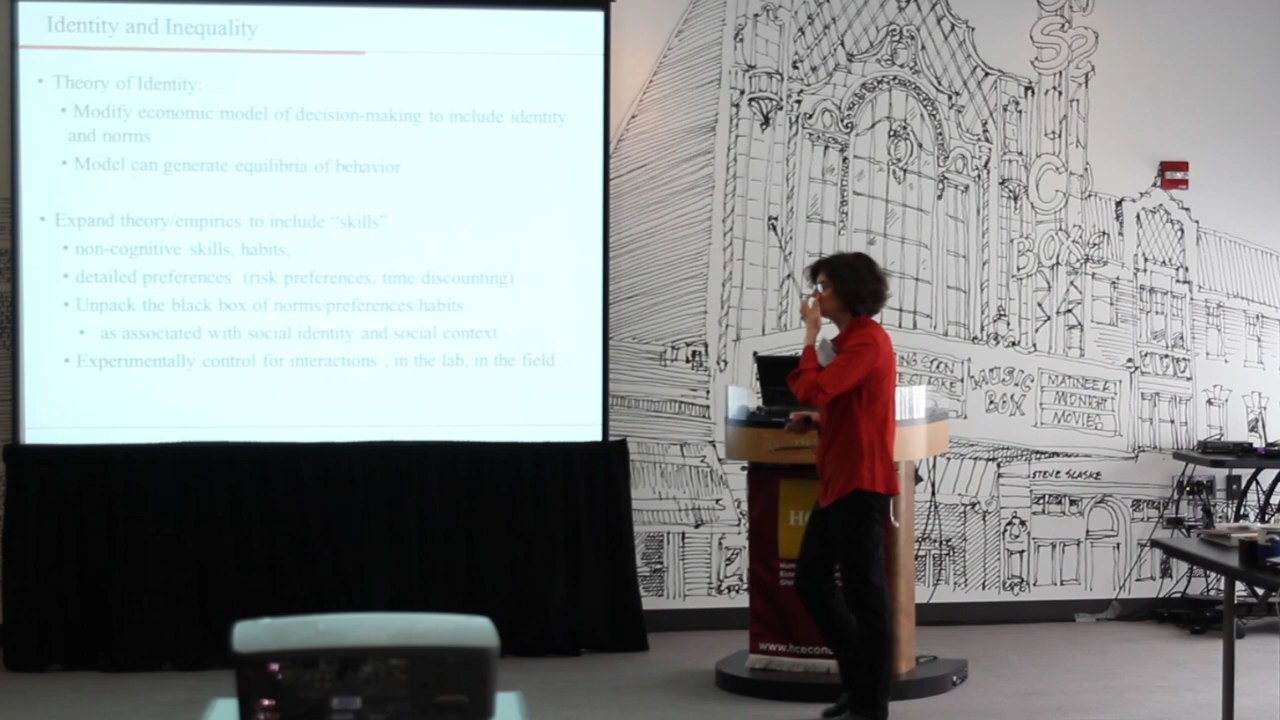 Identity and Inequality
• Theory of Identity:
• Modify economic model of decision-making to include identity
and norms
• Model can generate equilibria of behavior
• Expand theory/empirics to include “skills”
• non-cognitive skills, habits,
• detailed preferences (risk preferences, time discounting)
• Unpack the black box of norms/preferences/habits
• as associated with social identity and social context
• Experimentally control for interactions , in the lab, in the field
MUSIC
BOX
MATINEE &
MIDNIGHT
MOVIES
STEVE SLASKE
www.hcecon